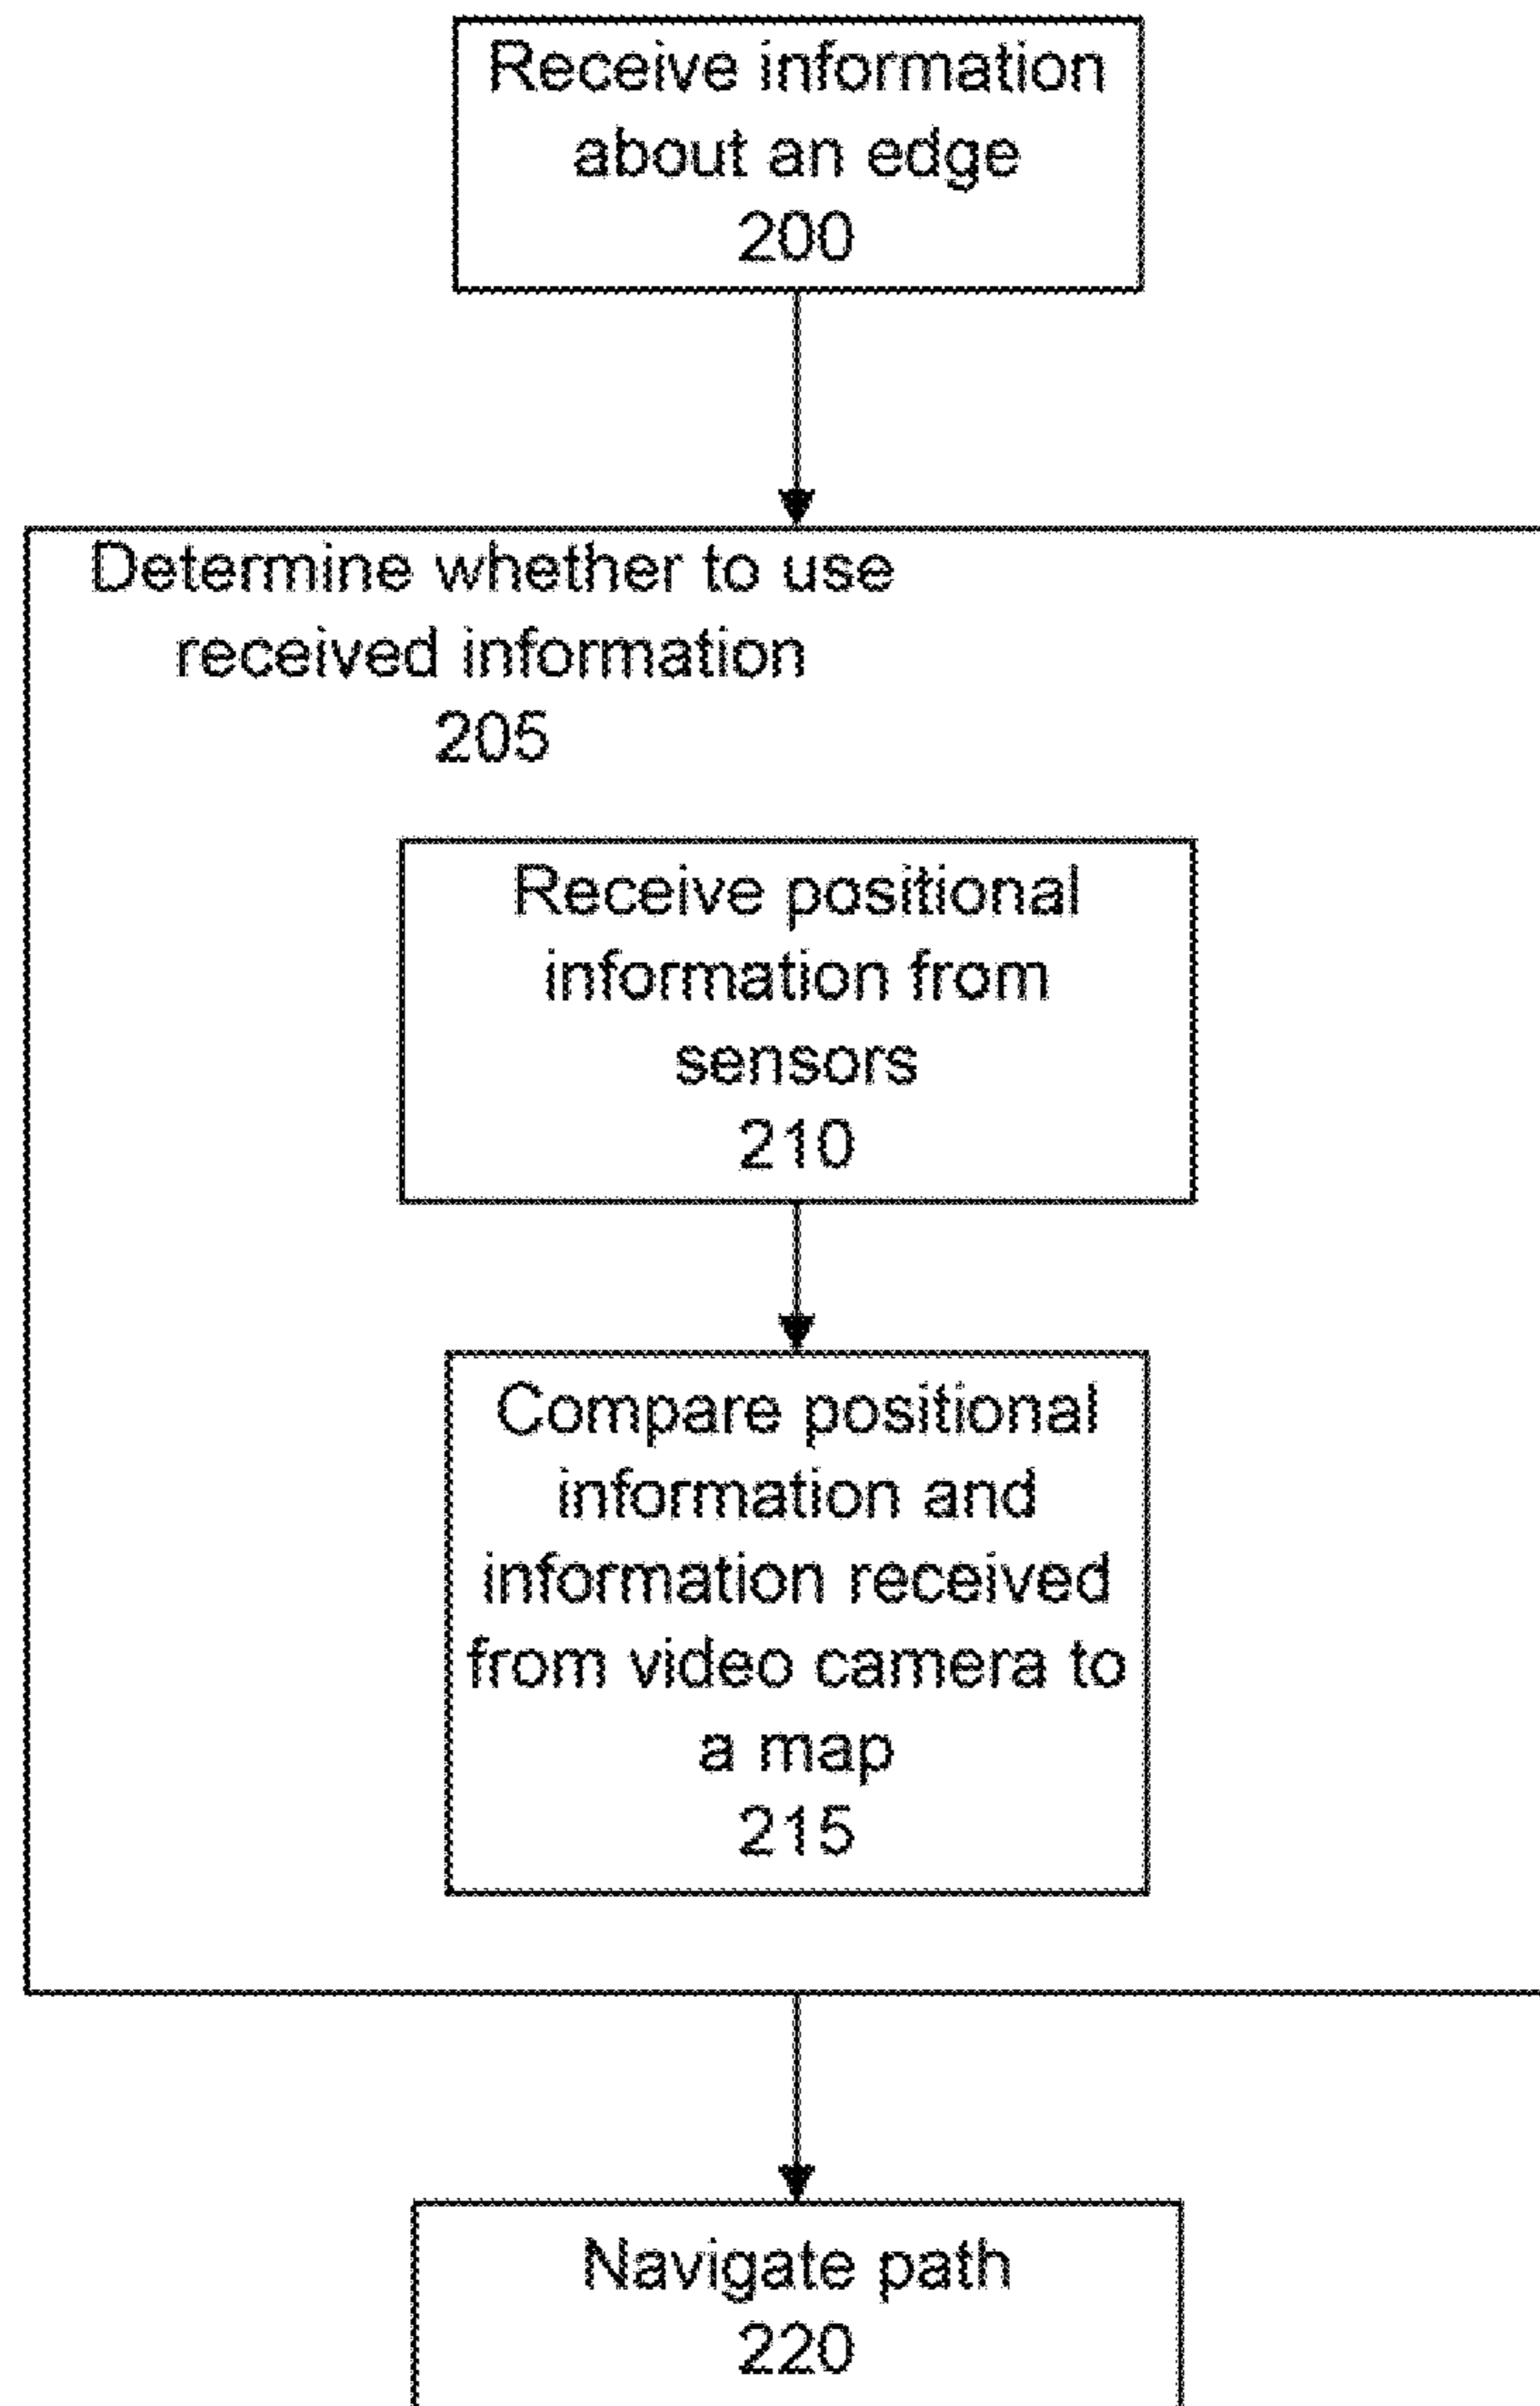 Receive information
about an edge
200
Determine whether to use
received information
205
Receive positional
information from
sensors
210
Compare positional
information and
information received
from video camera to
a map
215
Navigate path
220